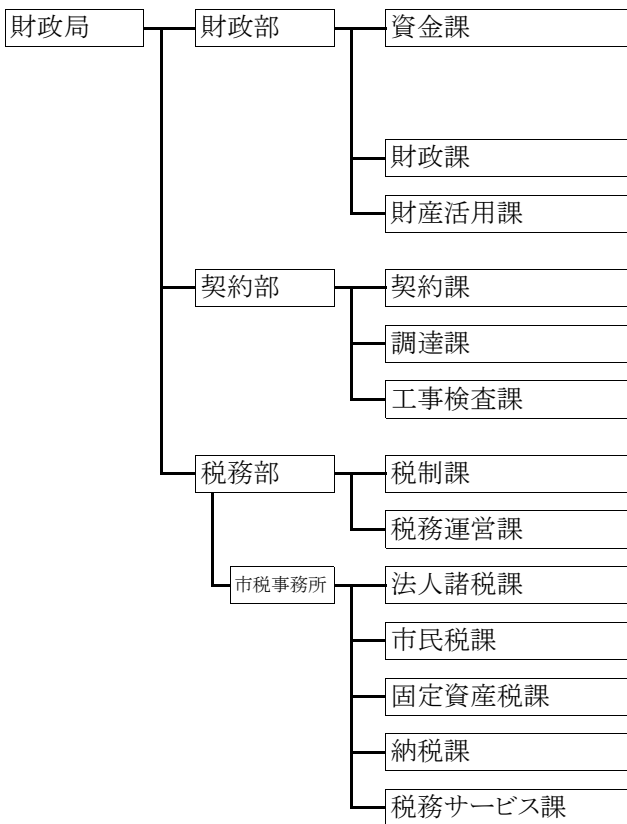 財政局
財政部
資金課
財政課
財産活用課
契約部
契約課
調達課
工事検査課
税務部
税制課
税務運営課
市税事務所
法人諸税課
市民税課
固定資産税課
納税課
税務サービス課